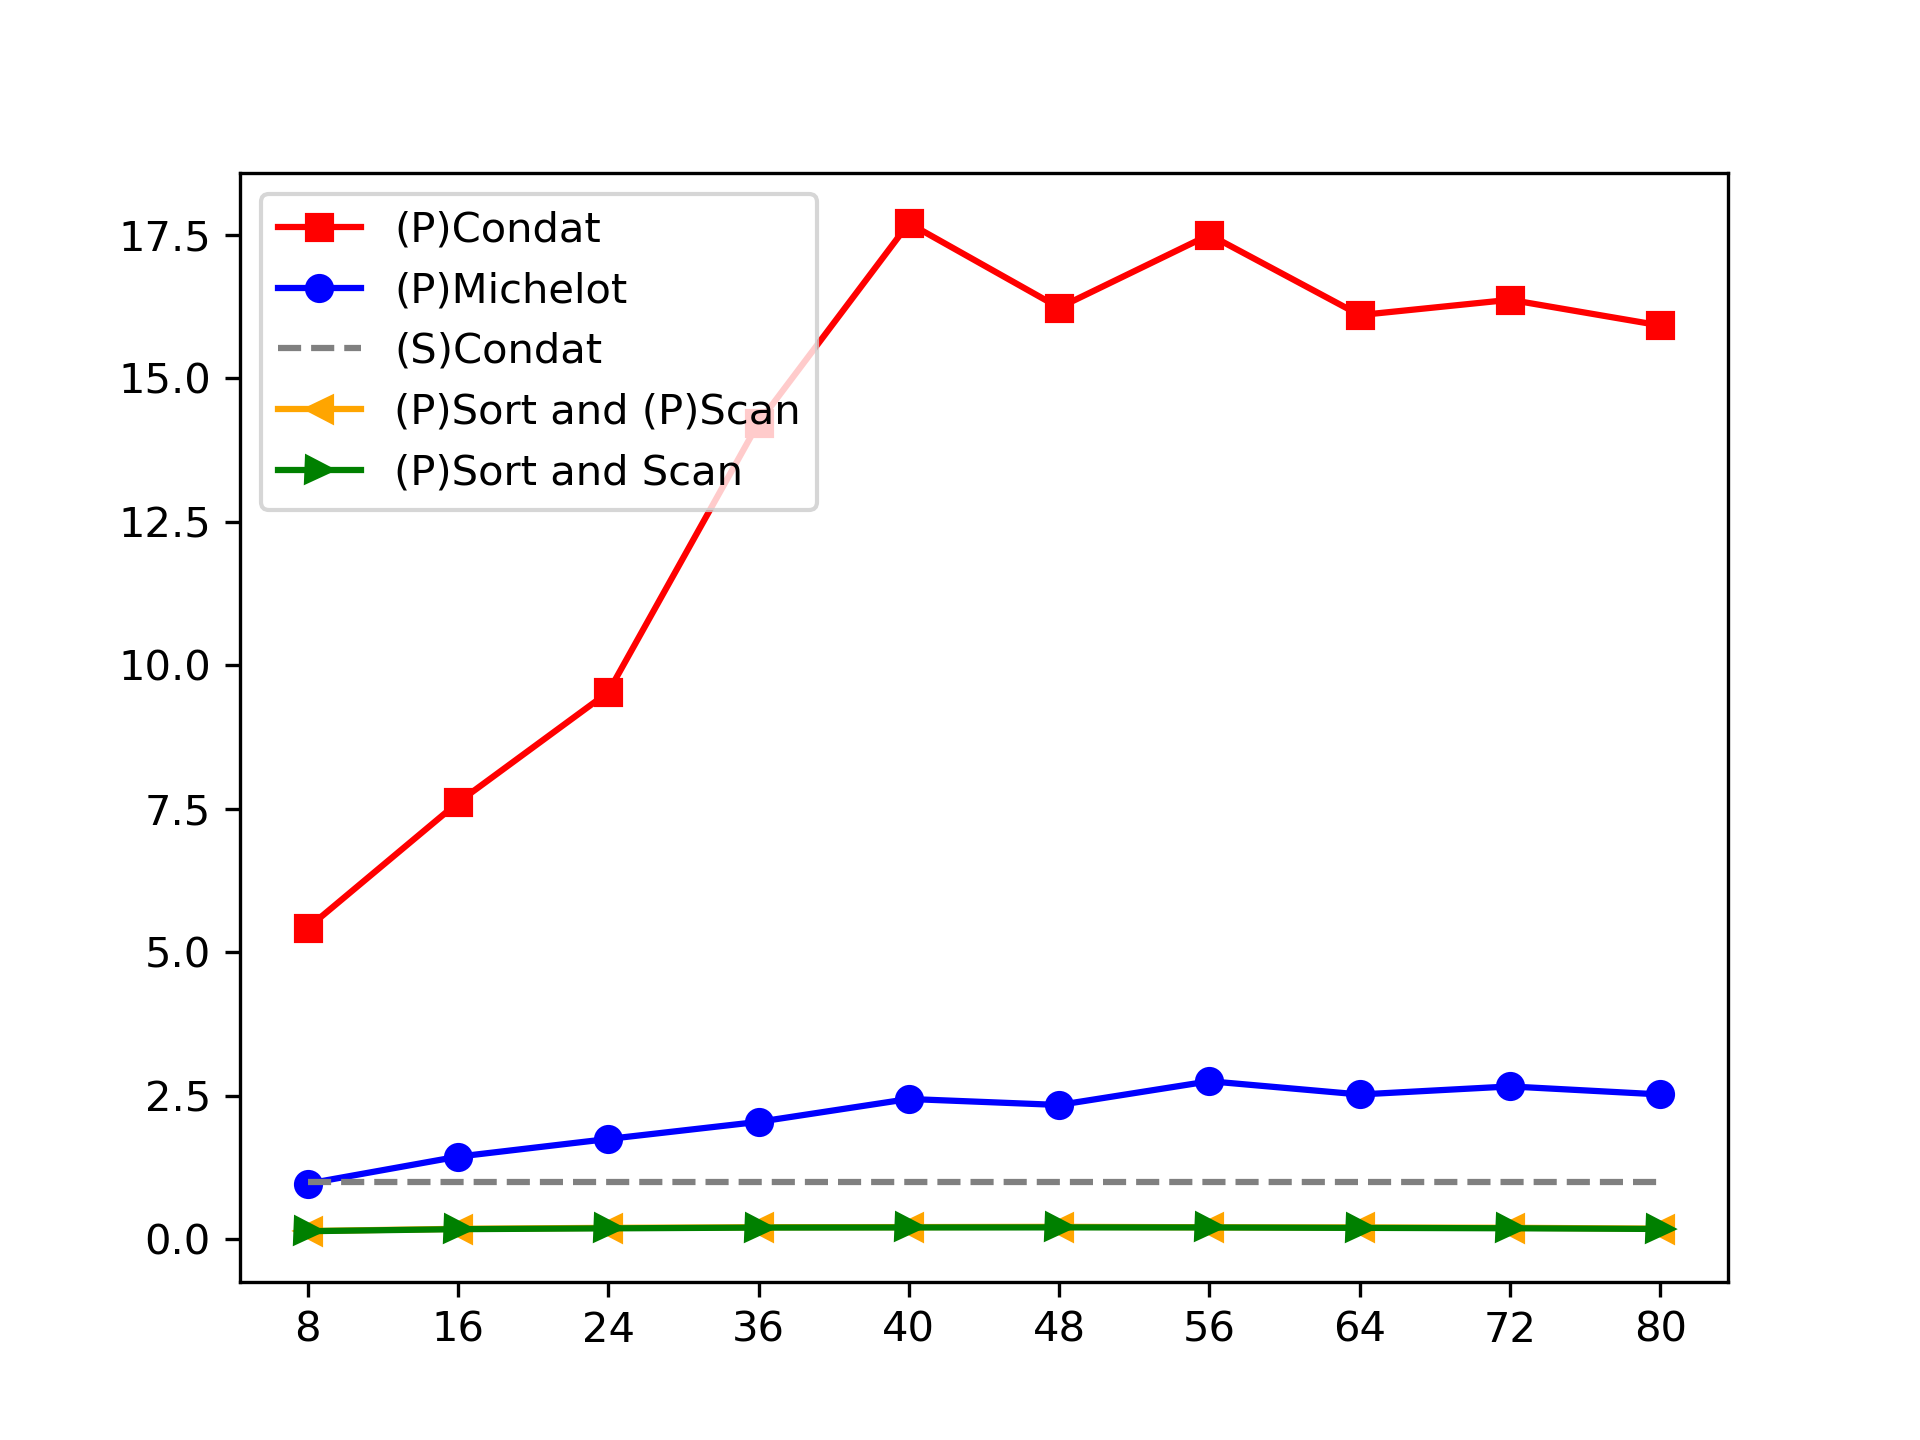 (P)Condat
(P)Michelot
(S)Condat
(P)Sort and (P)Scan
(P)Sort and Scan
17.5
15.0
12.5
10.0
7.5
5.0
2.5
0.0
8 16 24 36 40 48 56 64 72 80